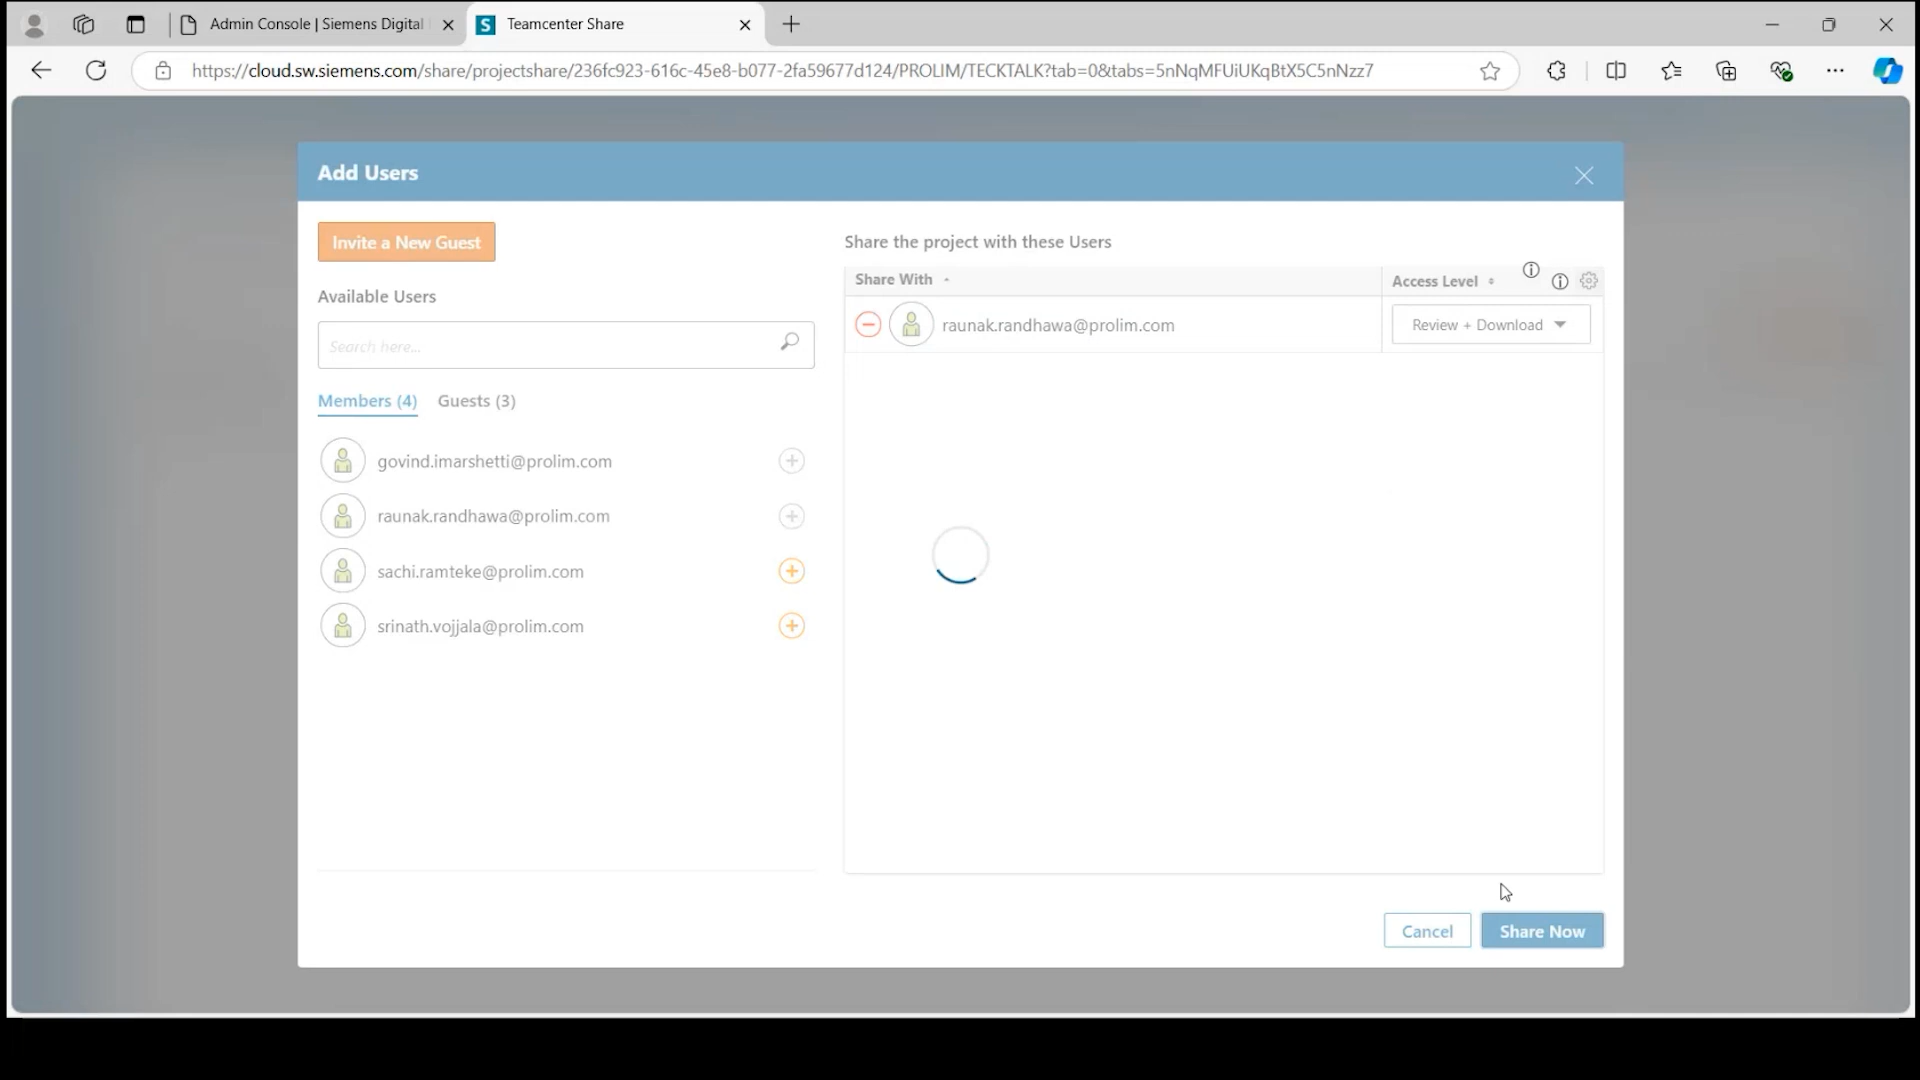 Admin Console | Siemens Digital
S Teamcenter Share
https://cloud.sw.siemens.com/share/projectshare/236fc923-616c-45e8-b077-2fa59677d124/PROLIM/TECKTALK?tab=0&tabs=5nNqMFUiUKqBtX5C5nNzz7
Add Users
Invite a New Guest
Available Users
Search here...
Members (4) Guests (3)
govind.imarshetti@prolim.com
raunak.randhawa@prolim.com
sachi.ramteke@prolim.com
srinath.vojjala@prolim.com
Share the project with these Users
Share With Access Level
raunak.randhawa@prolim.com Review + Download
Cancel Share Now